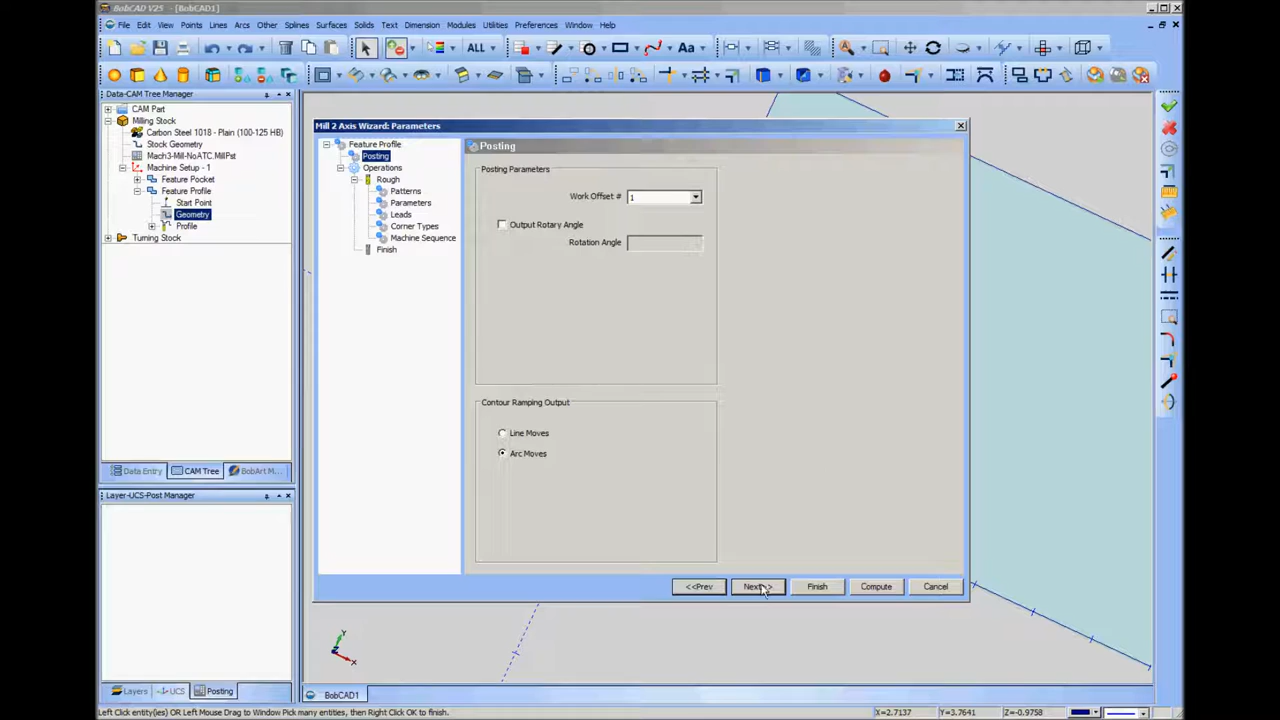 BobCAD V25 - [BobCAD1]
File Edit View Points Lines Arcs Other Splines Surfaces Solids Text Dimension Modules Utilities Preferences Window Help
ALL
Aa
Data-CAM Tree Manager
CAM Part
Milling Stock
Carbon Steel 1018 - Plain (100-125 HB)
Stock Geometry
Mach3-Mill-NoATC.MillPst
Machine Setup - 1
Feature Pocket
Feature Profile
Start Point
Geometry
Profile
Turning Stock
Data Entry CAM Tree BobArt M...
Layer-UCS-Post Manager
Layers UCS Posting
Mill 2 Axis Wizard: Parameters
Feature Profile
Posting
Operations
Rough
Patterns
Parameters
Leads
Corner Types
Machine Sequence
Finish
Posting
Posting Parameters
Work Offset # 1
Output Rotary Angle
Rotation Angle
Contour Ramping Output
Line Moves
Arc Moves
<<Prev Next>> Finish Compute Cancel
Y
Z
X
BobCAD1
Left Click entity(ies) OR Left Mouse Drag to Window Pick many entities, then Right Click OK to finish. X=2.7137 Y=3.7641 Z=-0.9758